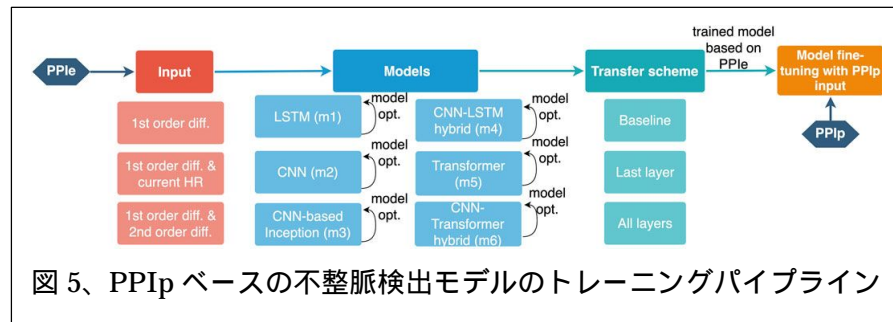 PPIe
Input
Models
Transfer scheme
trained model
based on
PPIe
Model fine-
tuning with PPIp
input
PPIp
1st order diff.
1st order diff. &
current HR
1st order diff. &
2nd order diff.
LSTM (m1)
model
opt.
CNN (m2)
model
opt.
CNN-based
Inception (m3)
model
opt.
CNN-LSTM
hybrid (m4)
model
opt.
Transformer
(m5)
model
opt.
CNN-
Transformer
hybrid (m6)
model
opt.
Baseline
Last layer
All layers
図 5、PPIp ベースの不整脈検出モデルのトレーニングパイプライン